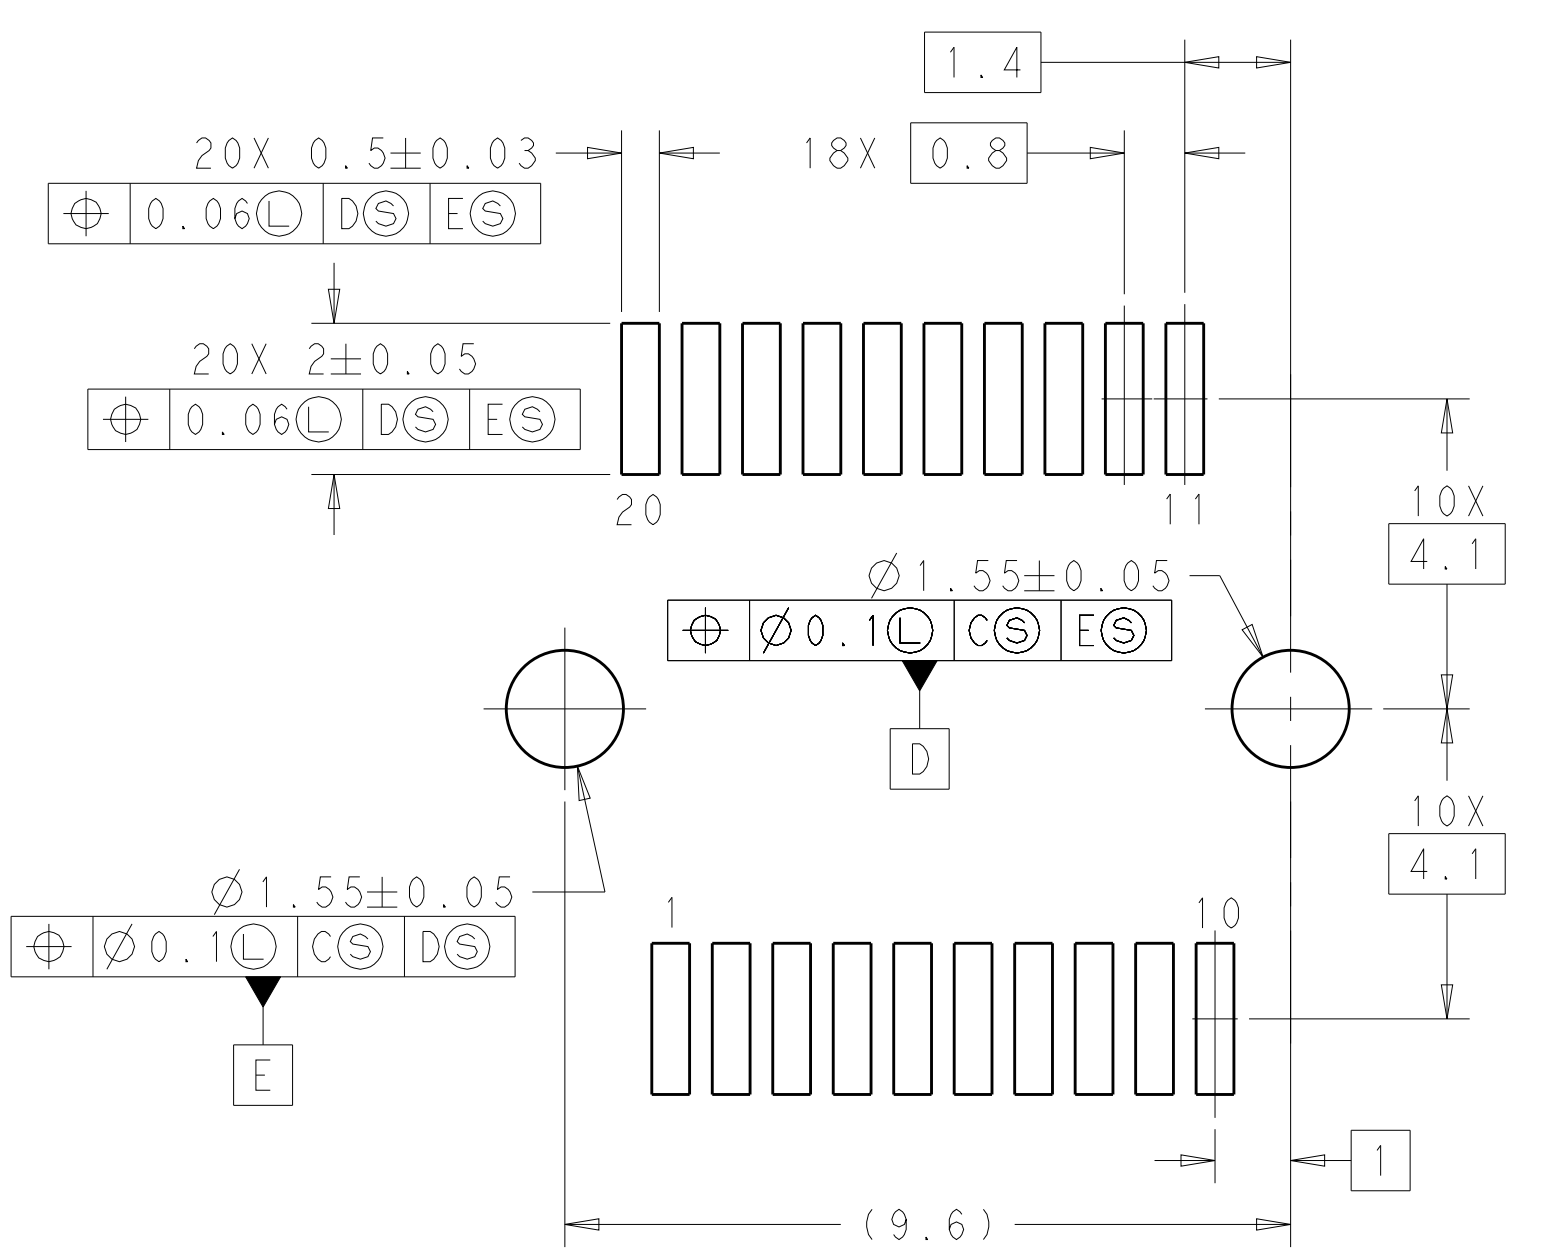 1.4
20X 0.5±0.03
18X 0.8
⌖ 0.06Ⓛ DⓈ EⓈ
20X 2±0.05
⌖ 0.06Ⓛ DⓈ EⓈ
20
11
10X
4.1
Ø1.55±0.05
⌖ Ø0.1Ⓛ CⓈ EⓈ
D
10X
4.1
Ø1.55±0.05
⌖ Ø0.1Ⓛ CⓈ DⓈ
E
1
10
1
(9.6)